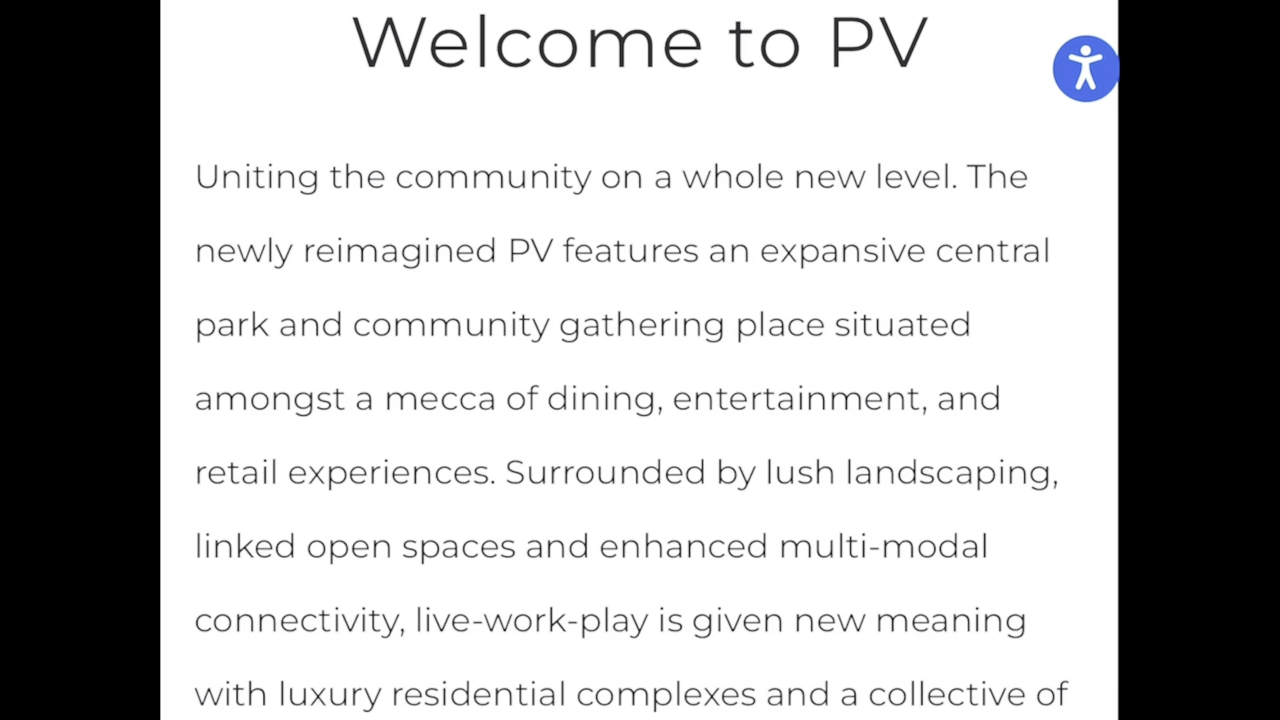 Welcome to PV
Uniting the community on a whole new level. The
newly reimagined PV features an expansive central
park and community gathering place situated
amongst a mecca of dining, entertainment, and
retail experiences. Surrounded by lush landscaping,
linked open spaces and enhanced multi-modal
connectivity, live-work-play is given new meaning
with luxury residential complexes and a collective of